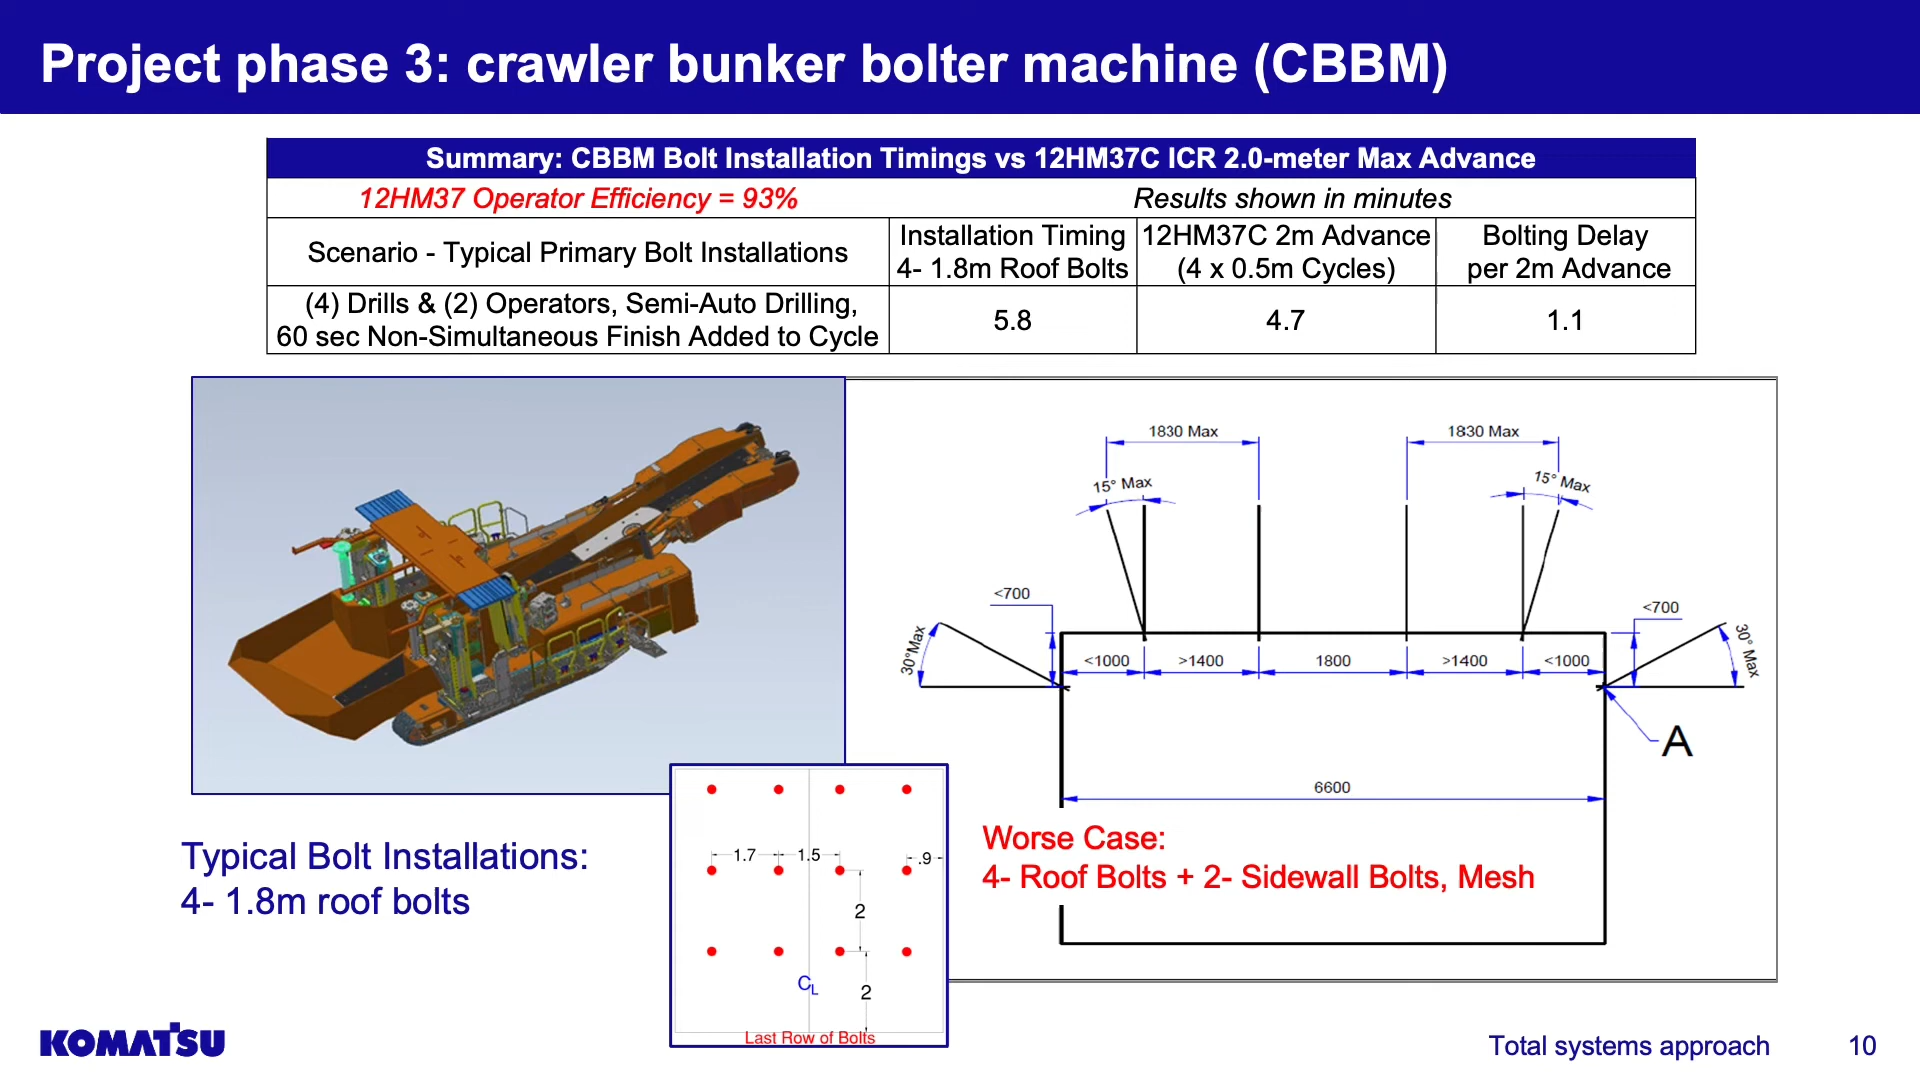 Project phase 3: crawler bunker bolter machine (CBBM)
Summary: CBBM Bolt Installation Timings vs 12HM37C ICR 2.0-meter Max Advance
12HM37 Operator Efficiency = 93%
Results shown in minutes
Scenario - Typical Primary Bolt Installations
Installation Timing
4- 1.8m Roof Bolts
12HM37C 2m Advance
(4 x 0.5m Cycles)
Bolting Delay
per 2m Advance
(4) Drills & (2) Operators, Semi-Auto Drilling,
60 sec Non-Simultaneous Finish Added to Cycle
5.8
4.7
1.1
1830 Max
1830 Max
15° Max
15° Max
<700
<700
30°Max
30° Max
<1000
>1400
1800
>1400
<1000
A
6600
Worse Case:
4- Roof Bolts + 2- Sidewall Bolts, Mesh
Typical Bolt Installations:
4- 1.8m roof bolts
1.7
1.5
.9
2
CL
2
Last Row of Bolts
KOMATSU
Total systems approach
10